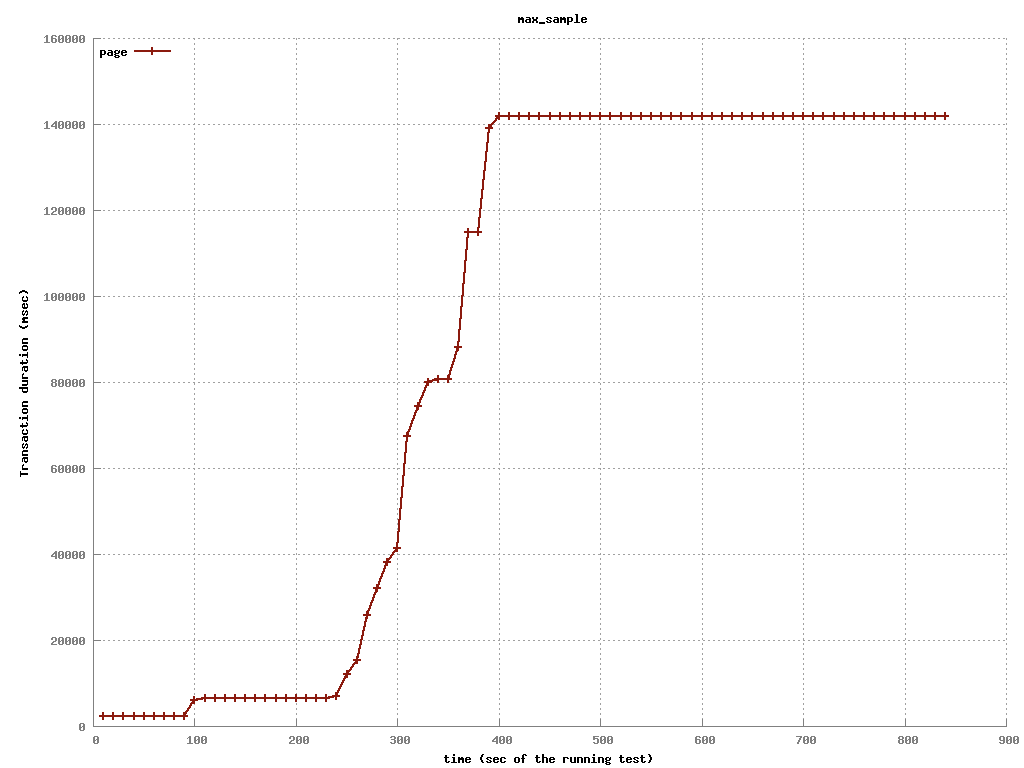 max_sample
page
160000
140000
120000
100000
80000
60000
40000
20000
0
Transaction duration (msec)
0 100 200 300 400 500 600 700 800 900
time (sec of the running test)